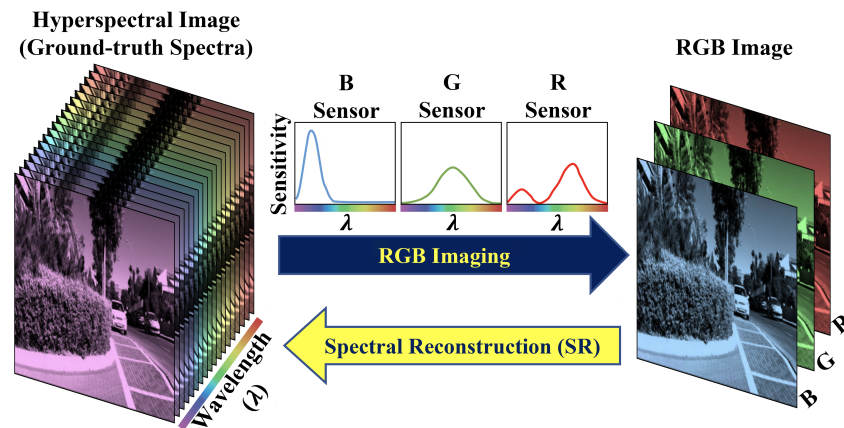 Hyperspectral Image
(Ground-truth Spectra)
B
Sensor
G
Sensor
R
Sensor
RGB Image
Sensitivity
λ
λ
λ
RGB Imaging
Spectral Reconstruction (SR)
Wavelength
(λ)
R
G
B